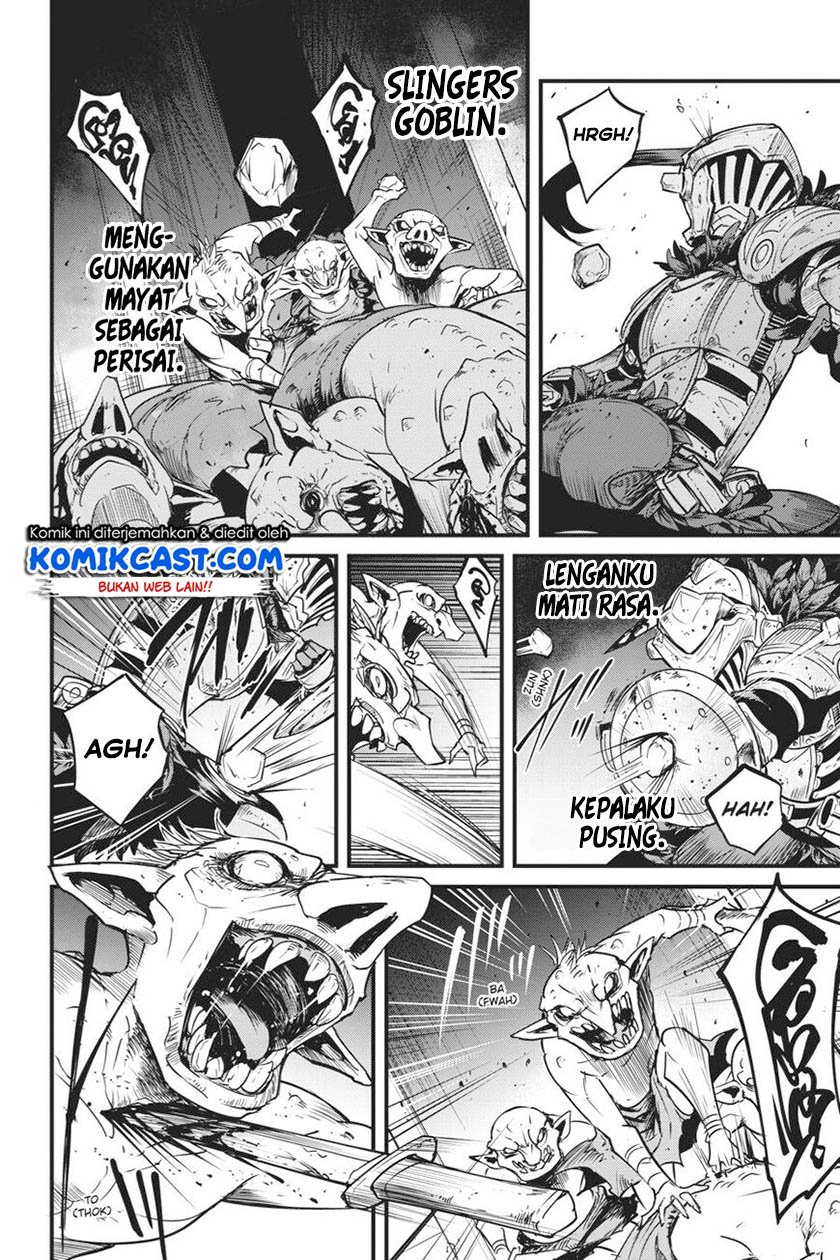 HRGH!
SLINGERS
GOBLIN.
MENG-
GUNAKAN
MAYAT
SEBAGAI
PERISAI.
Komik ini diterjemahkan & diedit oleh
KOMIKCAST.COM
BUKAN WEB LAIN!!
LENGANKU
MATI RASA.
ZUN
(SHNK)
KEPALAKU
PUSING.
HAH!
AGH!
BA
(FWAH)
TO
(THOK)